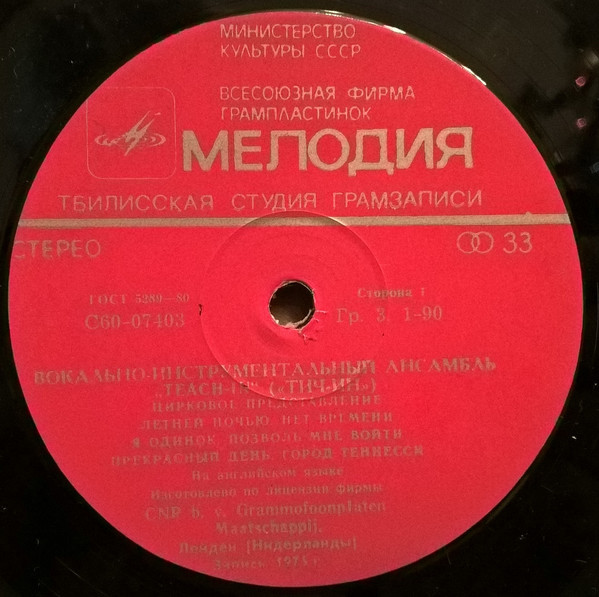 МИНИСТЕРСТВО
КУЛЬТУРЫ СССР
ВСЕСОЮЗНАЯ ФИРМА
ГРАМПЛАСТИНОК
МЕЛОДИЯ
ТБИЛИССКАЯ СТУДИЯ ГРАМЗАПИСИ
СТЕРЕО 33
ГОСТ 5289—80 Сторона 1
С60-07403 Гр. 3. 1-90
ВОКАЛЬНО-ИНСТРУМЕНТАЛЬНЫЙ АНСАМБЛЬ
„TEACH-IN“ («ТИЧ-ИН»)
ЦИРКОВОЕ ПРЕДСТАВЛЕНИЕ
ЛЕТНЕЙ НОЧЬЮ. НЕТ ВРЕМЕНИ
Я ОДИНОК. ПОЗВОЛЬ МНЕ ВОЙТИ
ПРЕКРАСНЫЙ ДЕНЬ. ГОРОД ТЕННЕССИ
На английском языке
Изготовлено по лицензии фирмы
CNR b. v. Grammofoonplaten
Maatschappij,
Лейден [Нидерланды]
Запись 1975 г.